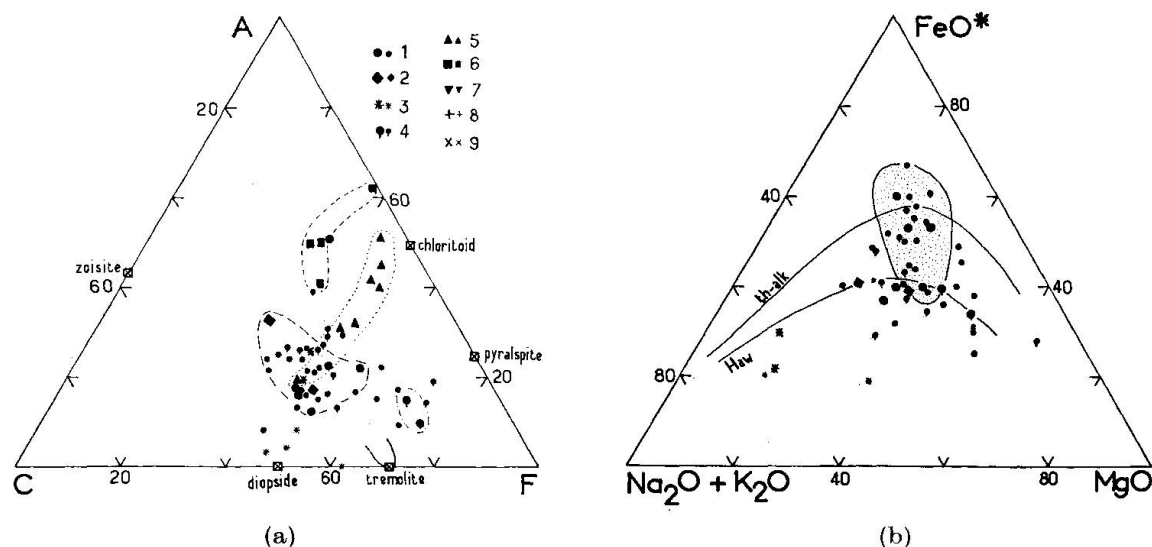 A
1
2
3
4
5
6
7
8
9
20
60
chloritoid
zoisite
60
pyralspite
20
C
20
diopside
60
tremolite
F
(a)
FeO*
80
40
th-alk
Haw
40
80
Na2O + K2O
40
80
MgO
(b)